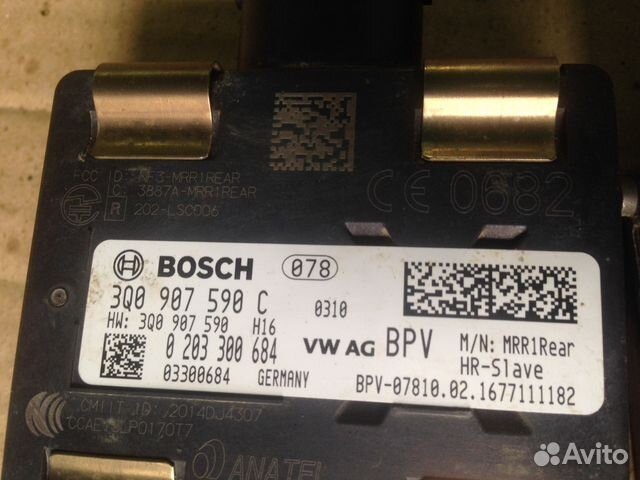 FCC ID: NF3-MRR1REAR
IC: 3887A-MRR1REAR
R 202-LSC006
CE 0682
BOSCH 078
3Q0 907 590 C 0310
HW: 3Q0 907 590 H16
0 203 300 684 VW AG BPV M/N: MRR1Rear
HR-Slave
03300684 GERMANY BPV-07810.02.1677111182
CMIIT ID: 2014DJ4307
LP0170T7
ANATEL
Avito